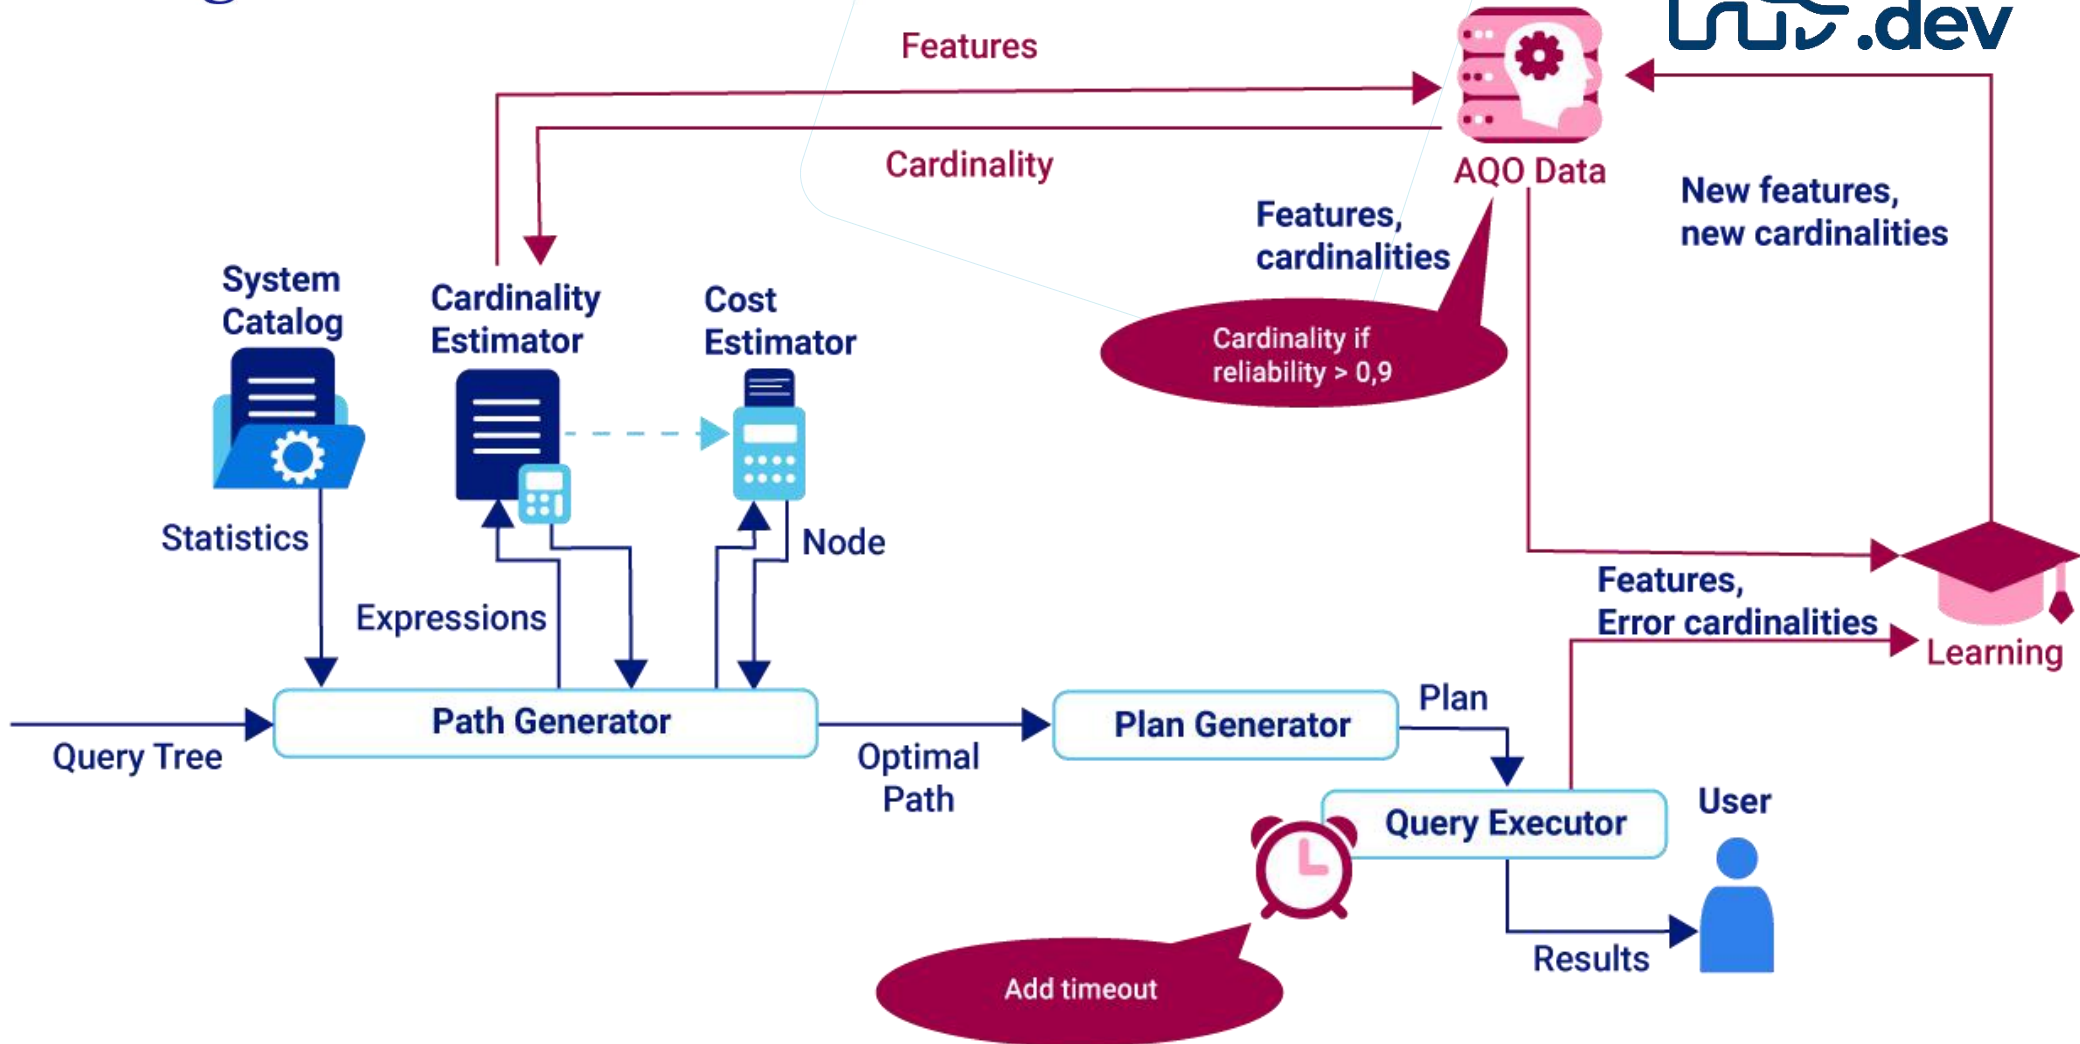 .dev
Features
Cardinality
AQO Data
Features,
cardinalities
New features,
new cardinalities
System
Catalog
Cardinality
Estimator
Cost
Estimator
Cardinality if
reliability > 0,9
Statistics
Node
Expressions
Features,
Error cardinalities
Learning
Query Tree
Path Generator
Optimal
Path
Plan Generator
Plan
Query Executor
User
Results
Add timeout